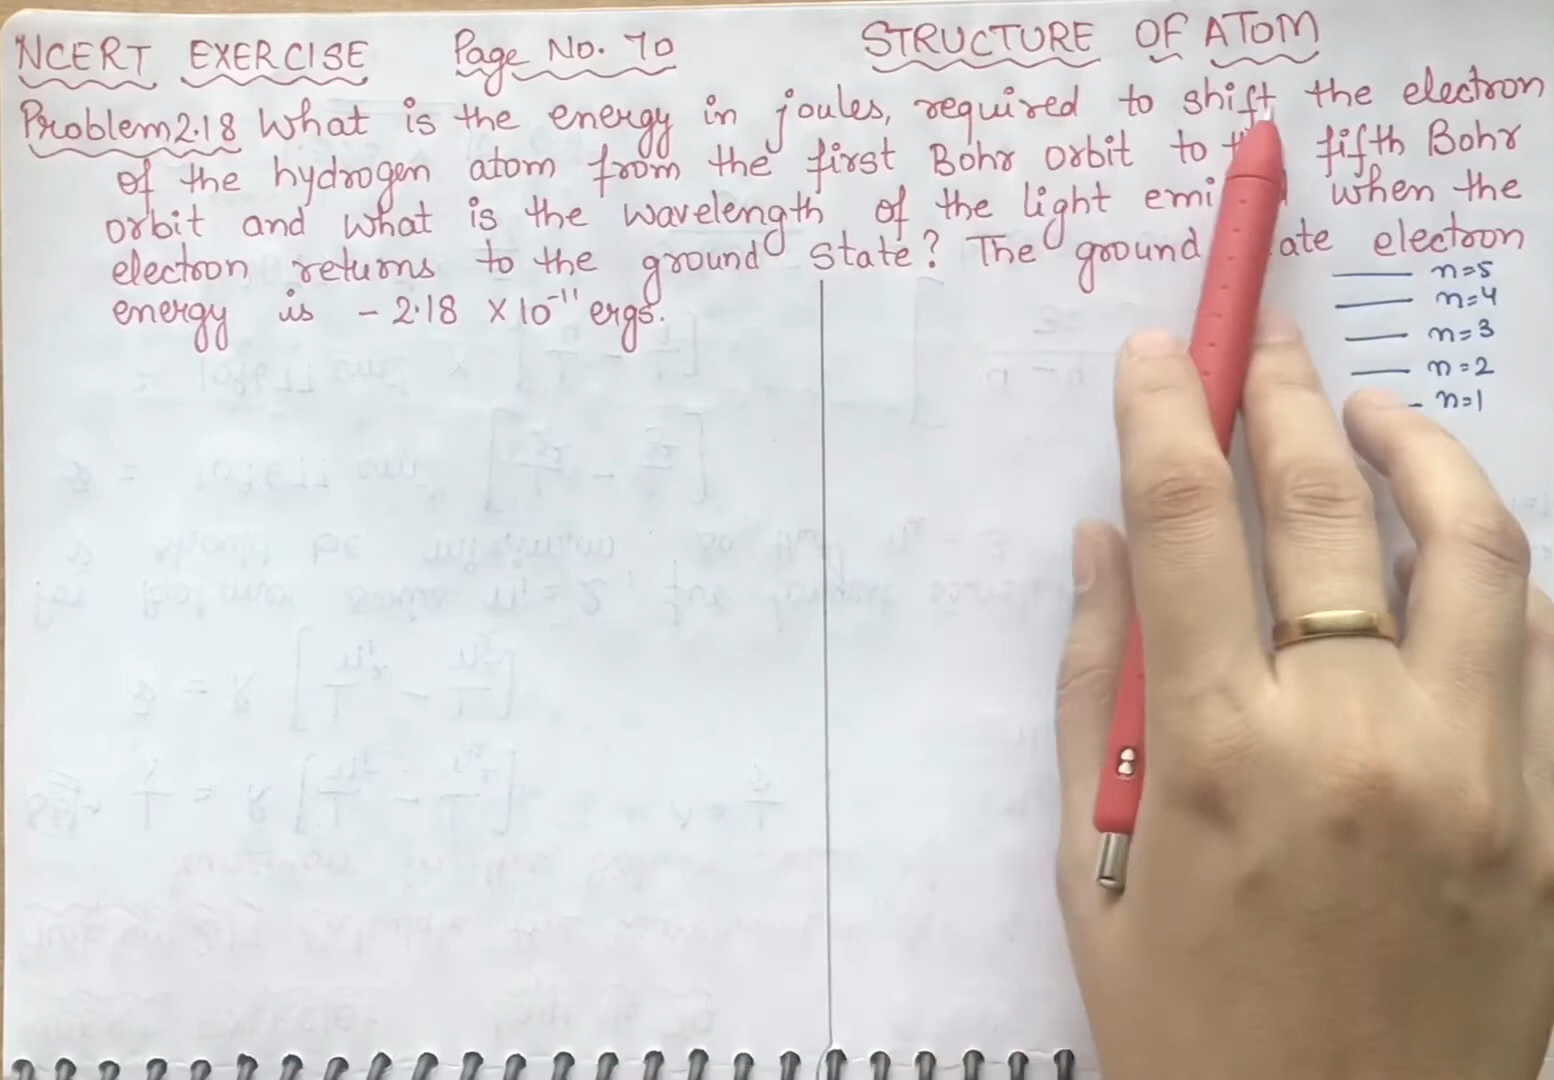 NCERT EXERCISE Page No. 70 STRUCTURE OF ATOM
Problem 2.18 What is the energy in joules, required to shift the electron
of the hydrogen atom from the first Bohr orbit to fifth Bohr
orbit and what is the wavelength of the light when the
electron returns to the ground state? The ground electron
energy is - 2.18 × 10⁻¹¹ ergs.
n=5
n=4
n=3
n=2
n=1